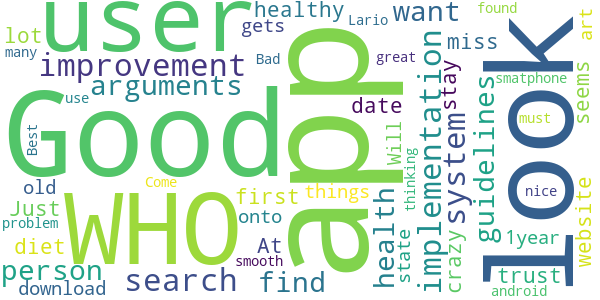 user
healthy
Lario
want
found
art
lot
gets
many
improvement
Bad
great
miss
smatphone
seems
arguments
use
Good
app
look
date
stay
implementation
system
guidelines
Best
Will
must
old
WHO
Come
first
things
thinking
nice
Just
onto
health
website
problem
diet
At
state
crazy
1year
person
smooth
trust
download
search
find
android